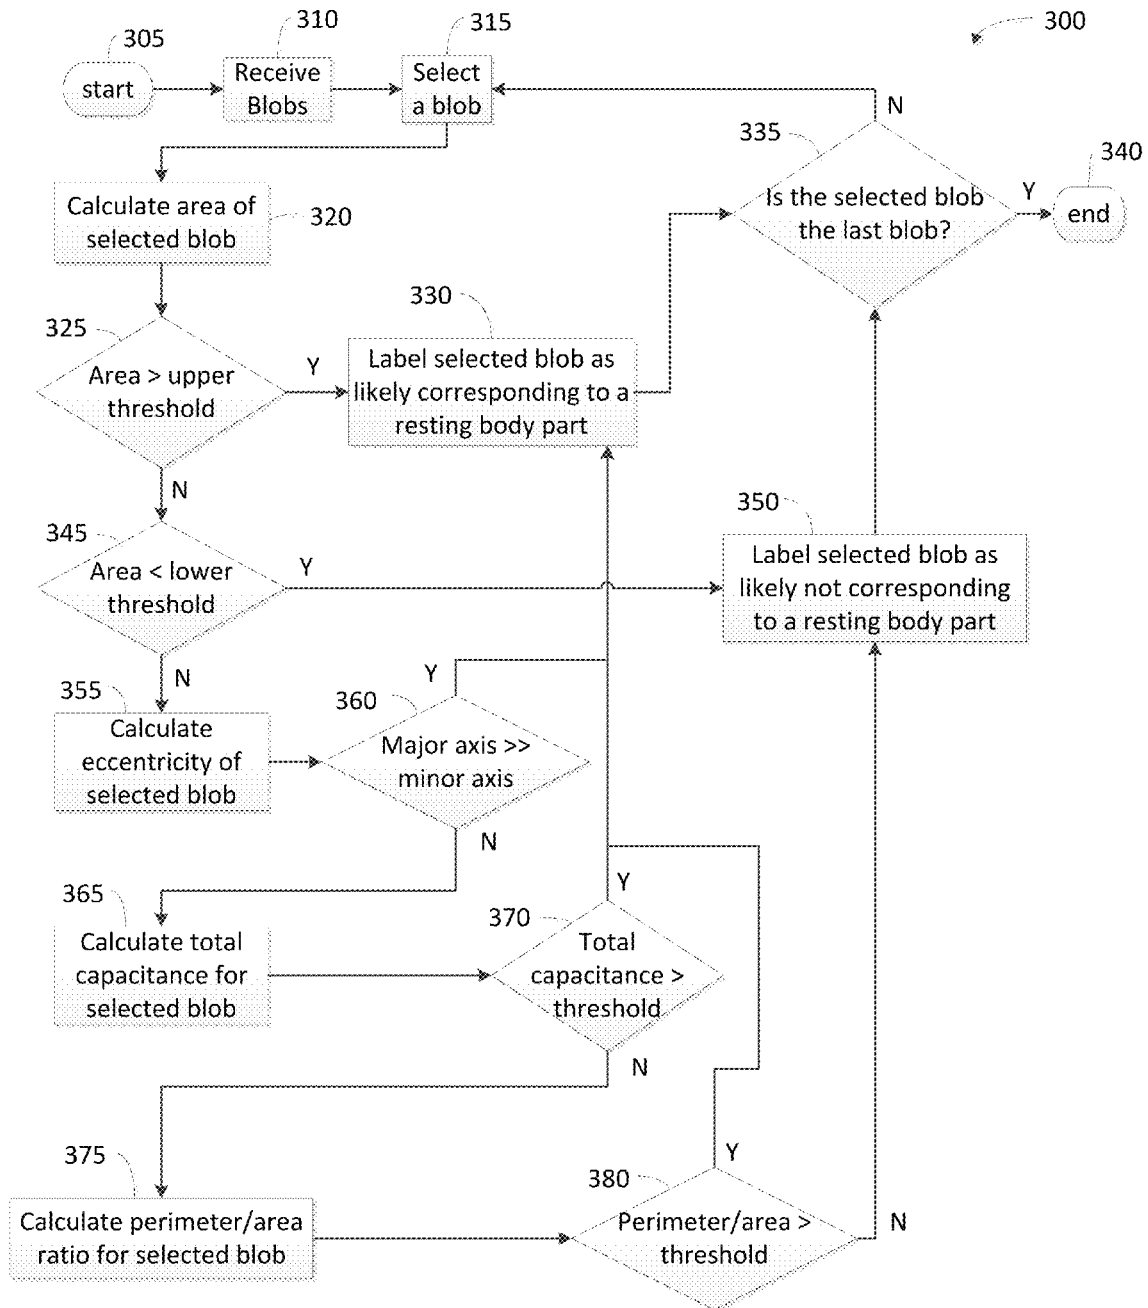 300
305
start
310
Receive
Blobs
315
Select
a blob
N
335
Is the selected blob
the last blob?
Y
340
end
Calculate area of
selected blob
320
325
Area > upper
threshold
Y
330
Label selected blob as
likely corresponding to a
resting body part
N
345
Area < lower
threshold
Y
350
Label selected blob as
likely not corresponding
to a resting body part
N
355
Calculate
eccentricity of
selected blob
Y
360
Major axis >>
minor axis
N
365
Calculate total
capacitance for
selected blob
Y
370
Total
capacitance >
threshold
N
375
Calculate perimeter/area
ratio for selected blob
Y
380
Perimeter/area >
threshold
N